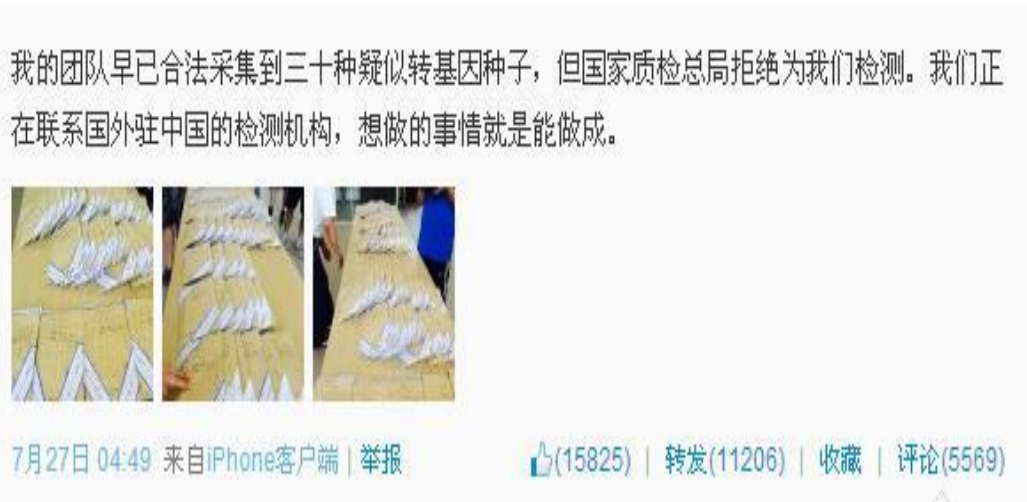 我的团队早已合法采集到三十种疑似转基因种子，但国家质检总局拒绝为我们检测。我们正
在联系国外驻中国的检测机构，想做的事情就是能做成。
7月27日 04:49 来自iPhone客户端 | 举报 (15825) | 转发(11206) | 收藏 | 评论(5569)